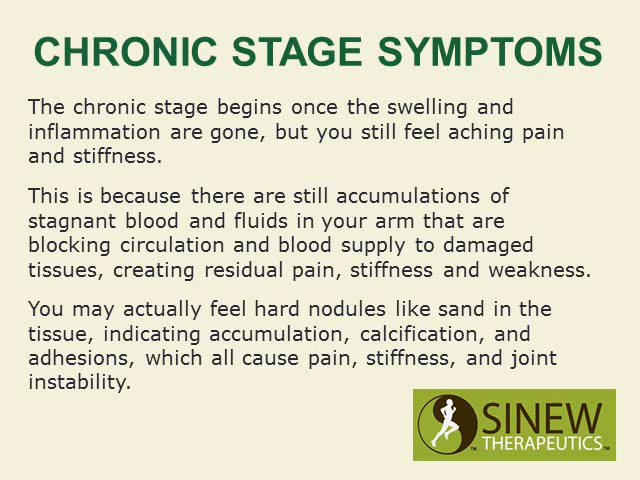 CHRONIC STAGE SYMPTOMS
The chronic stage begins once the swelling and
inflammation are gone, but you still feel aching pain
and stiffness.
This is because there are still accumulations of
stagnant blood and fluids in your arm that are
blocking circulation and blood supply to damaged
tissues, creating residual pain, stiffness and weakness.
You may actually feel hard nodules like sand in the
tissue, indicating accumulation, calcification, and
adhesions, which all cause pain, stiffness, and joint
instability.
SINEW
THERAPEUTICS
™ ™